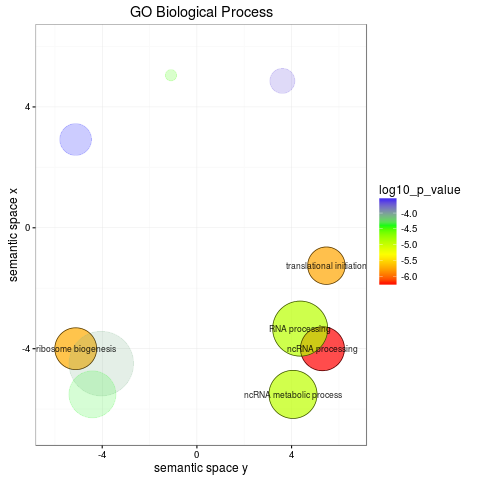 GO Biological Process
semantic space x
4
0
-4
translational initiation
RNA processing
ncRNA processing
ribosome biogenesis
ncRNA metabolic process
-4
0
4
semantic space y
log10_p_value
-4.0
-4.5
-5.0
-5.5
-6.0